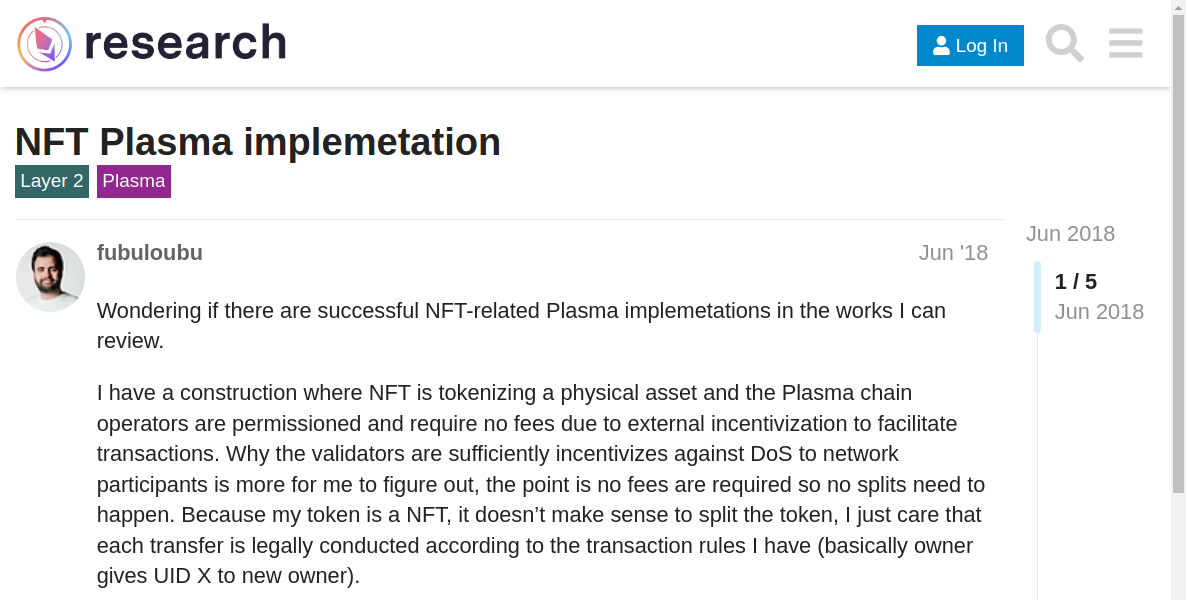 research
Log In
NFT Plasma implemetation
Layer 2 Plasma
fubuloubu
Jun '18
Jun 2018
1 / 5
Jun 2018
Wondering if there are successful NFT-related Plasma implemetations in the works I can
review.
I have a construction where NFT is tokenizing a physical asset and the Plasma chain
operators are permissioned and require no fees due to external incentivization to facilitate
transactions. Why the validators are sufficiently incentivizes against DoS to network
participants is more for me to figure out, the point is no fees are required so no splits need to
happen. Because my token is a NFT, it doesn’t make sense to split the token, I just care that
each transfer is legally conducted according to the transaction rules I have (basically owner
gives UID X to new owner).